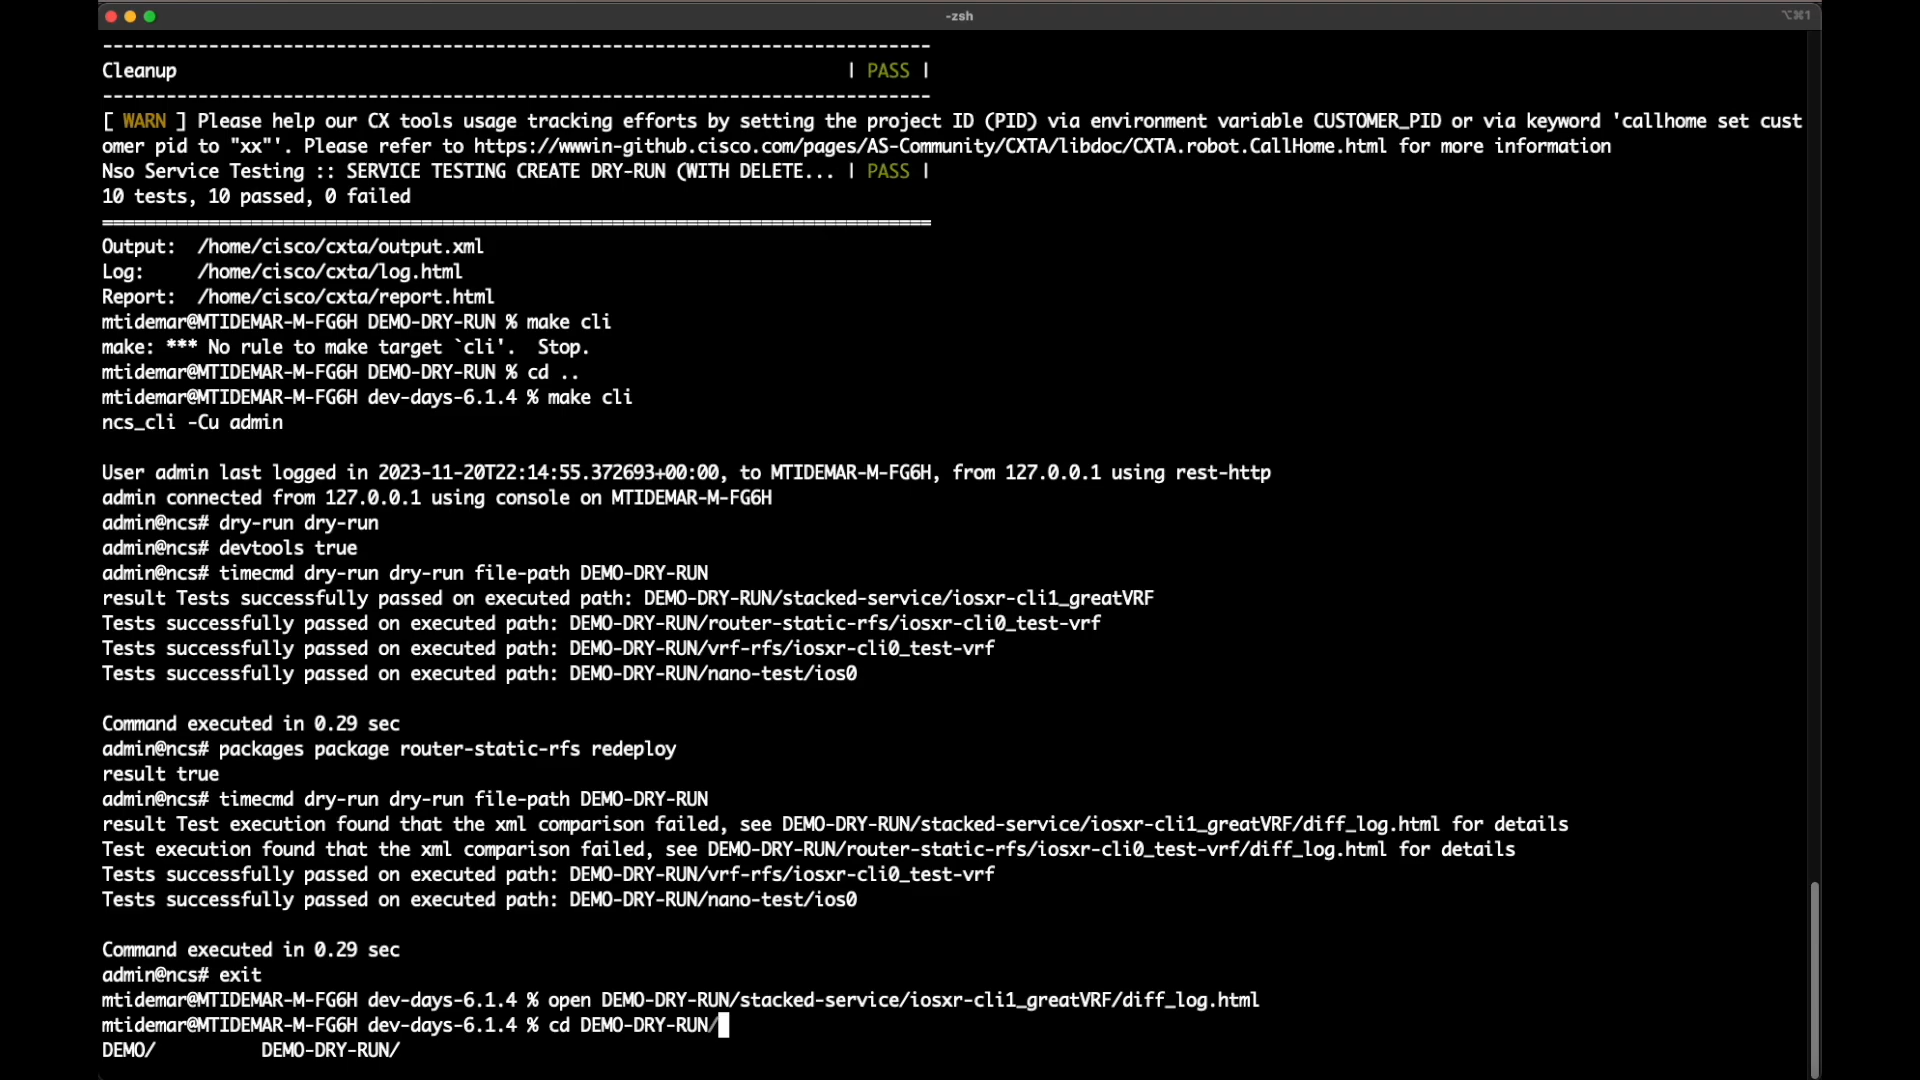 -zsh
⌥⌘1
------------------------------------------------------------------------------
Cleanup | PASS |
------------------------------------------------------------------------------
[ WARN ] Please help our CX tools usage tracking efforts by setting the project ID (PID) via environment variable CUSTOMER_PID or via keyword 'callhome set cust
omer pid to "xx"'. Please refer to https://wwwin-github.cisco.com/pages/AS-Community/CXTA/libdoc/CXTA.robot.CallHome.html for more information
Nso Service Testing :: SERVICE TESTING CREATE DRY-RUN (WITH DELETE... | PASS |
10 tests, 10 passed, 0 failed
==============================================================================
Output:  /home/cisco/cxta/output.xml
Log:     /home/cisco/cxta/log.html
Report:  /home/cisco/cxta/report.html
mtidemar@MTIDEMAR-M-FG6H DEMO-DRY-RUN % make cli
make: *** No rule to make target `cli'.  Stop.
mtidemar@MTIDEMAR-M-FG6H DEMO-DRY-RUN % cd ..
mtidemar@MTIDEMAR-M-FG6H dev-days-6.1.4 % make cli
ncs_cli -Cu admin
User admin last logged in 2023-11-20T22:14:55.372693+00:00, to MTIDEMAR-M-FG6H, from 127.0.0.1 using rest-http
admin connected from 127.0.0.1 using console on MTIDEMAR-M-FG6H
admin@ncs# dry-run dry-run
admin@ncs# devtools true
admin@ncs# timecmd dry-run dry-run file-path DEMO-DRY-RUN
result Tests successfully passed on executed path: DEMO-DRY-RUN/stacked-service/iosxr-cli1_greatVRF
Tests successfully passed on executed path: DEMO-DRY-RUN/router-static-rfs/iosxr-cli0_test-vrf
Tests successfully passed on executed path: DEMO-DRY-RUN/vrf-rfs/iosxr-cli0_test-vrf
Tests successfully passed on executed path: DEMO-DRY-RUN/nano-test/ios0
Command executed in 0.29 sec
admin@ncs# packages package router-static-rfs redeploy
result true
admin@ncs# timecmd dry-run dry-run file-path DEMO-DRY-RUN
result Test execution found that the xml comparison failed, see DEMO-DRY-RUN/stacked-service/iosxr-cli1_greatVRF/diff_log.html for details
Test execution found that the xml comparison failed, see DEMO-DRY-RUN/router-static-rfs/iosxr-cli0_test-vrf/diff_log.html for details
Tests successfully passed on executed path: DEMO-DRY-RUN/vrf-rfs/iosxr-cli0_test-vrf
Tests successfully passed on executed path: DEMO-DRY-RUN/nano-test/ios0
Command executed in 0.29 sec
admin@ncs# exit
mtidemar@MTIDEMAR-M-FG6H dev-days-6.1.4 % open DEMO-DRY-RUN/stacked-service/iosxr-cli1_greatVRF/diff_log.html
mtidemar@MTIDEMAR-M-FG6H dev-days-6.1.4 % cd DEMO-DRY-RUN/
DEMO/          DEMO-DRY-RUN/